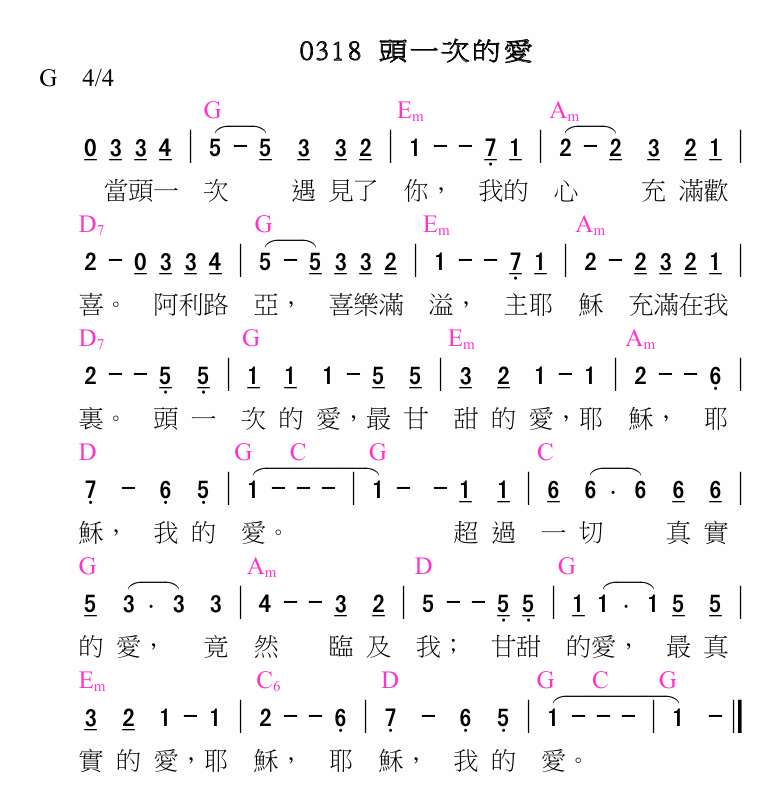 0318 頭一次的愛
G 4/4
G Em Am
0 3 3 4 | 5 - 5 3 3 2 | 1 - - 7 1 | 2 - 2 3 2 1 |
當頭一 次 遇 見了 你， 我的 心 充 滿歡
D7 G Em Am
2 - 0 3 3 4 | 5 - 5 3 3 2 | 1 - - 7 1 | 2 - 2 3 2 1 |
喜。 阿利路 亞， 喜樂滿 溢， 主耶 穌 充滿在我
D7 G Em Am
2 - - 5 5 | 1 1 1 - 5 5 | 3 2 1 - 1 | 2 - - 6 |
裏。 頭 一 次 的 愛，最 甘 甜 的 愛，耶 穌， 耶
D G C G C
7 - 6 5 | 1 - - - | 1 - - 1 1 | 6 6 . 6 6 6 |
穌， 我 的 愛。 超 過 一 切 真 實
G Am D G
5 3 . 3 3 | 4 - - 3 2 | 5 - - 5 5 | 1 1 . 1 5 5 |
的 愛， 竟 然 臨 及 我； 甘甜 的愛， 最 真
Em C6 D G C G
3 2 1 - 1 | 2 - - 6 | 7 - 6 5 | 1 - - - | 1 - ||
實 的 愛，耶 穌， 耶 穌， 我 的 愛。